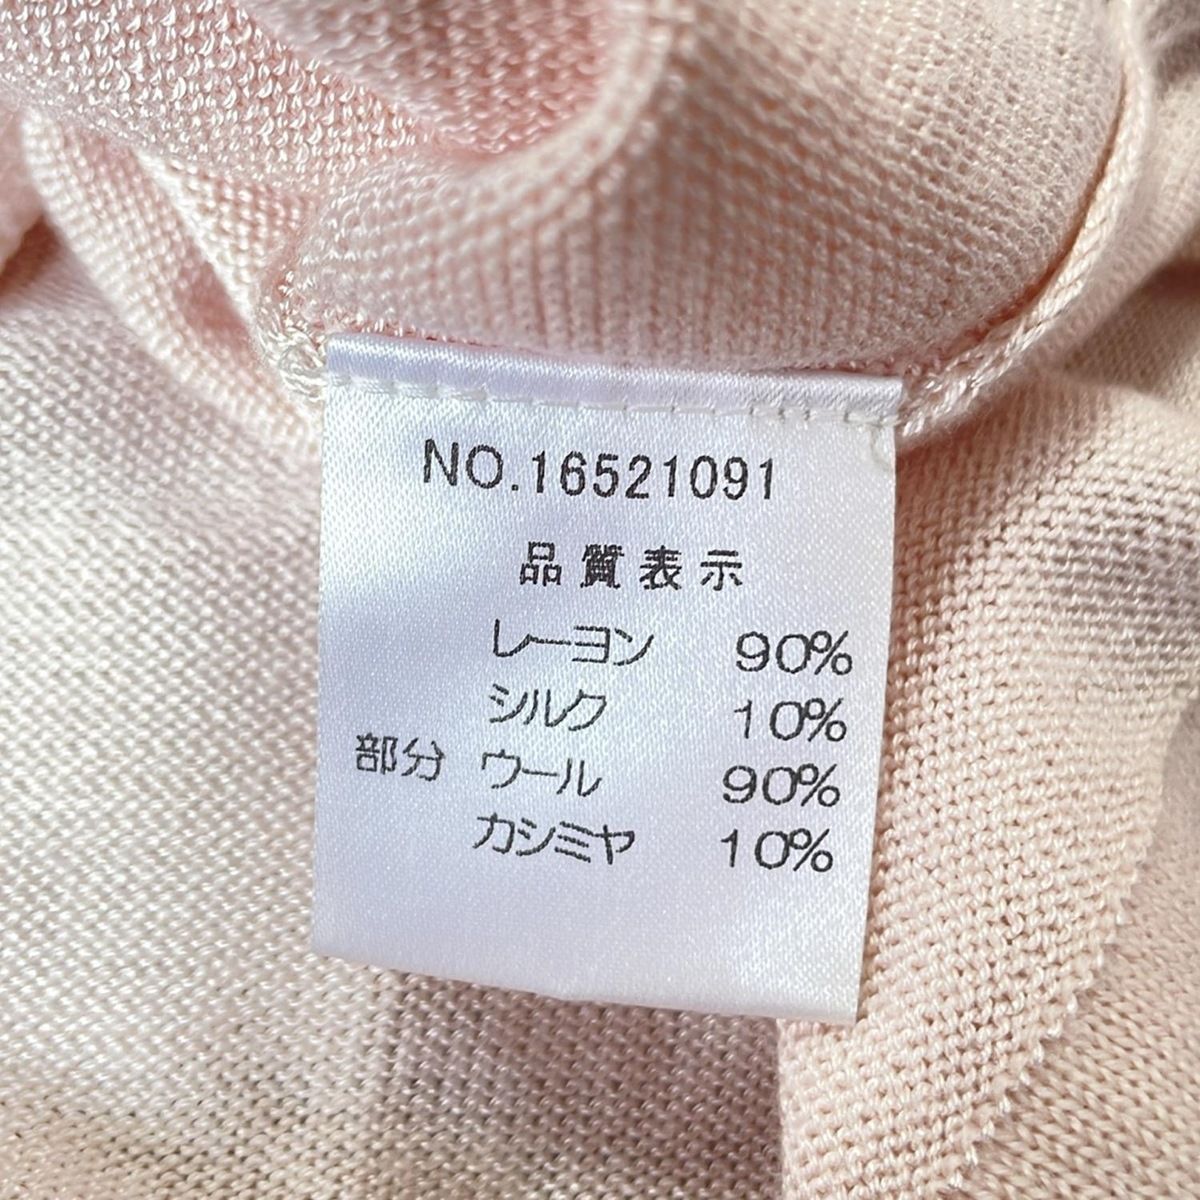 NO.16521091
品質表示
レーヨン 90%
シルク 10%
部分 ウール 90%
カシミヤ 10%